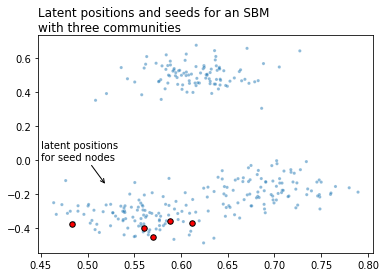 Latent positions and seeds for an SBM
with three communities
0.6
0.4
0.2
0.0
−0.2
−0.4
latent positions
for seed nodes
0.45 0.50 0.55 0.60 0.65 0.70 0.75 0.80